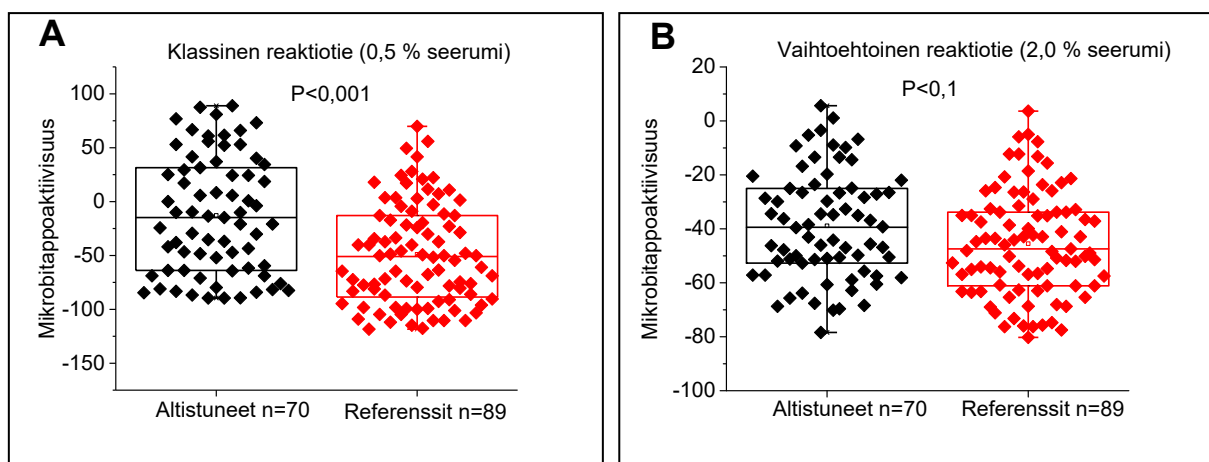 A
Klassinen reaktiotie (0,5 % seerumi)
P<0,001
Mikrobitappoaktiivisuus
100
50
0
-50
-100
-150
Altistuneet n=70
Referenssit n=89
B
Vaihtoehtoinen reaktiotie (2,0 % seerumi)
P<0,1
Mikrobitappoaktiivisuus
20
0
-20
-40
-60
-80
-100
Altistuneet n=70
Referenssit n=89